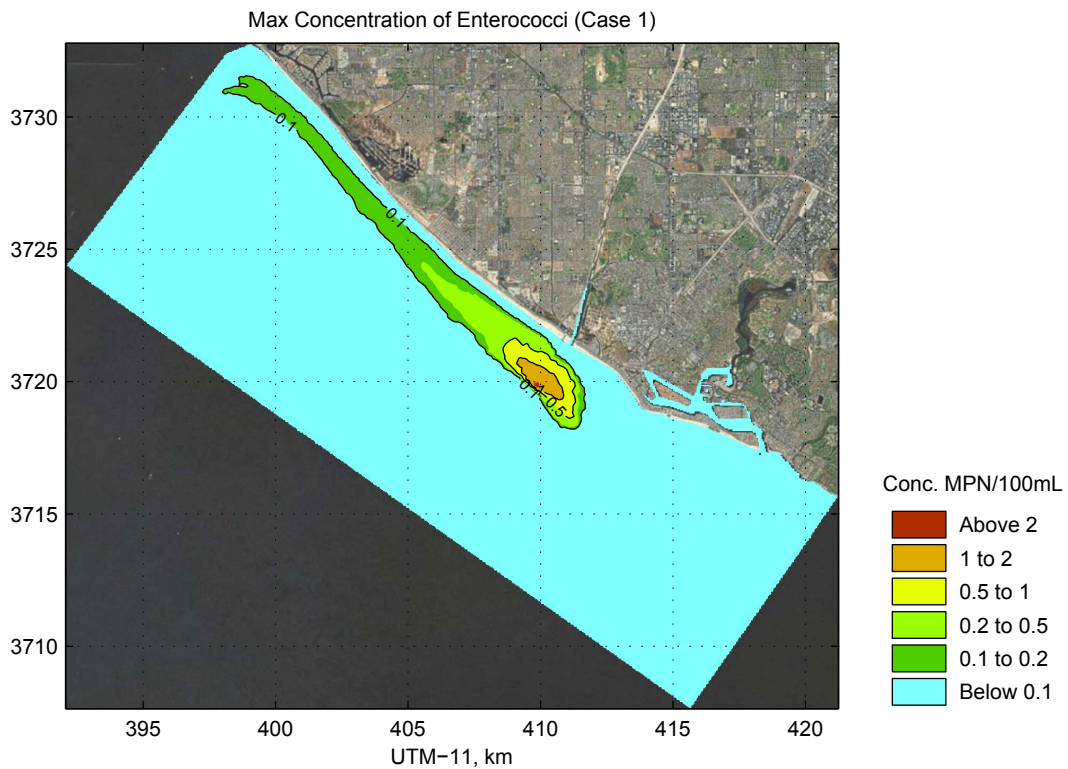 Max Concentration of Enterococci (Case 1)
3730
3725
3720
3715
3710
0.1
0.1
0.1
0.5
395
400
405
410
415
420
UTM−11, km
Conc. MPN/100mL
Above 2
1 to 2
0.5 to 1
0.2 to 0.5
0.1 to 0.2
Below 0.1